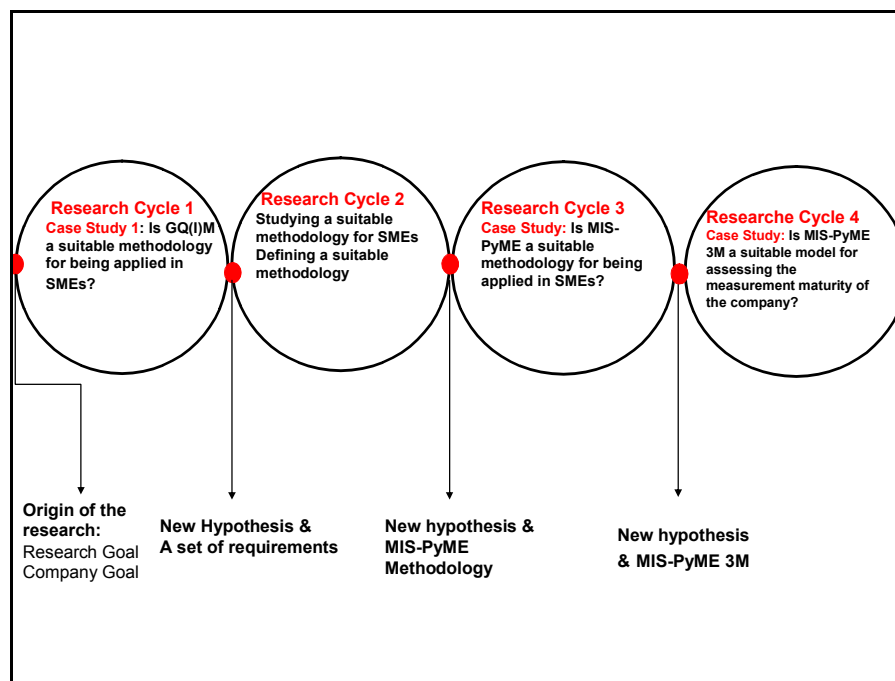 Research Cycle 1
Case Study 1: Is GQ(I)M
a suitable methodology
for being applied in
SMEs?
Research Cycle 2
Studying a suitable
methodology for SMEs
Defining a suitable
methodology
Research Cycle 3
Case Study: Is MIS-
PyME a suitable
methodology for being
applied in SMEs?
Researche Cycle 4
Case Study: Is MIS-PyME
3M a suitable model for
assessing the
measurement maturity of
of the company?
Origin of the
research:
Research Goal
Company Goal
New Hypothesis &
A set of requirements
New hypothesis &
MIS-PyME
Methodology
New hypothesis
& MIS-PyME 3M